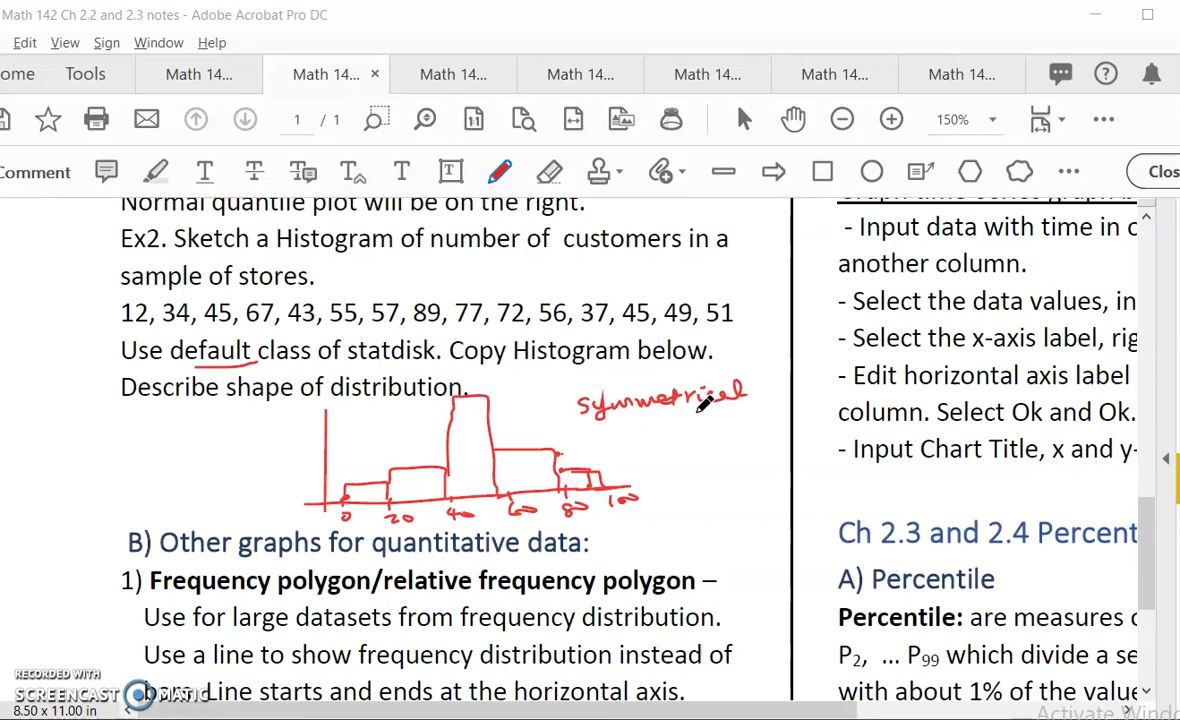 Math 142 Ch 2.2 and 2.3 notes - Adobe Acrobat Pro DC
Edit View Sign Window Help
ome Tools Math 14... Math 14... × Math 14... Math 14... Math 14... Math 14... Math 14...
1 / 1 150%
Comment Clos
Normal quantile plot will be on the right.
Ex2. Sketch a Histogram of number of customers in a
sample of stores.
12, 34, 45, 67, 43, 55, 57, 89, 77, 72, 56, 37, 45, 49, 51
Use default class of statdisk. Copy Histogram below.
Describe shape of distribution.
symmetrical
0 20 40 60 80 100
B) Other graphs for quantitative data:
1) Frequency polygon/relative frequency polygon –
Use for large datasets from frequency distribution.
Use a line to show frequency distribution instead of
Line starts and ends at the horizontal axis.
- Input data with time in c
another column.
- Select the data values, in
- Select the x-axis label, rig
- Edit horizontal axis label
column. Select Ok and Ok.
- Input Chart Title, x and y-
Ch 2.3 and 2.4 Percent
A) Percentile
Percentile: are measures o
P2, ... P99 which divide a se
with about 1% of the value
RECORDED WITH
SCREENCAST MATIC
8.50 x 11.00 in
Activate Windo